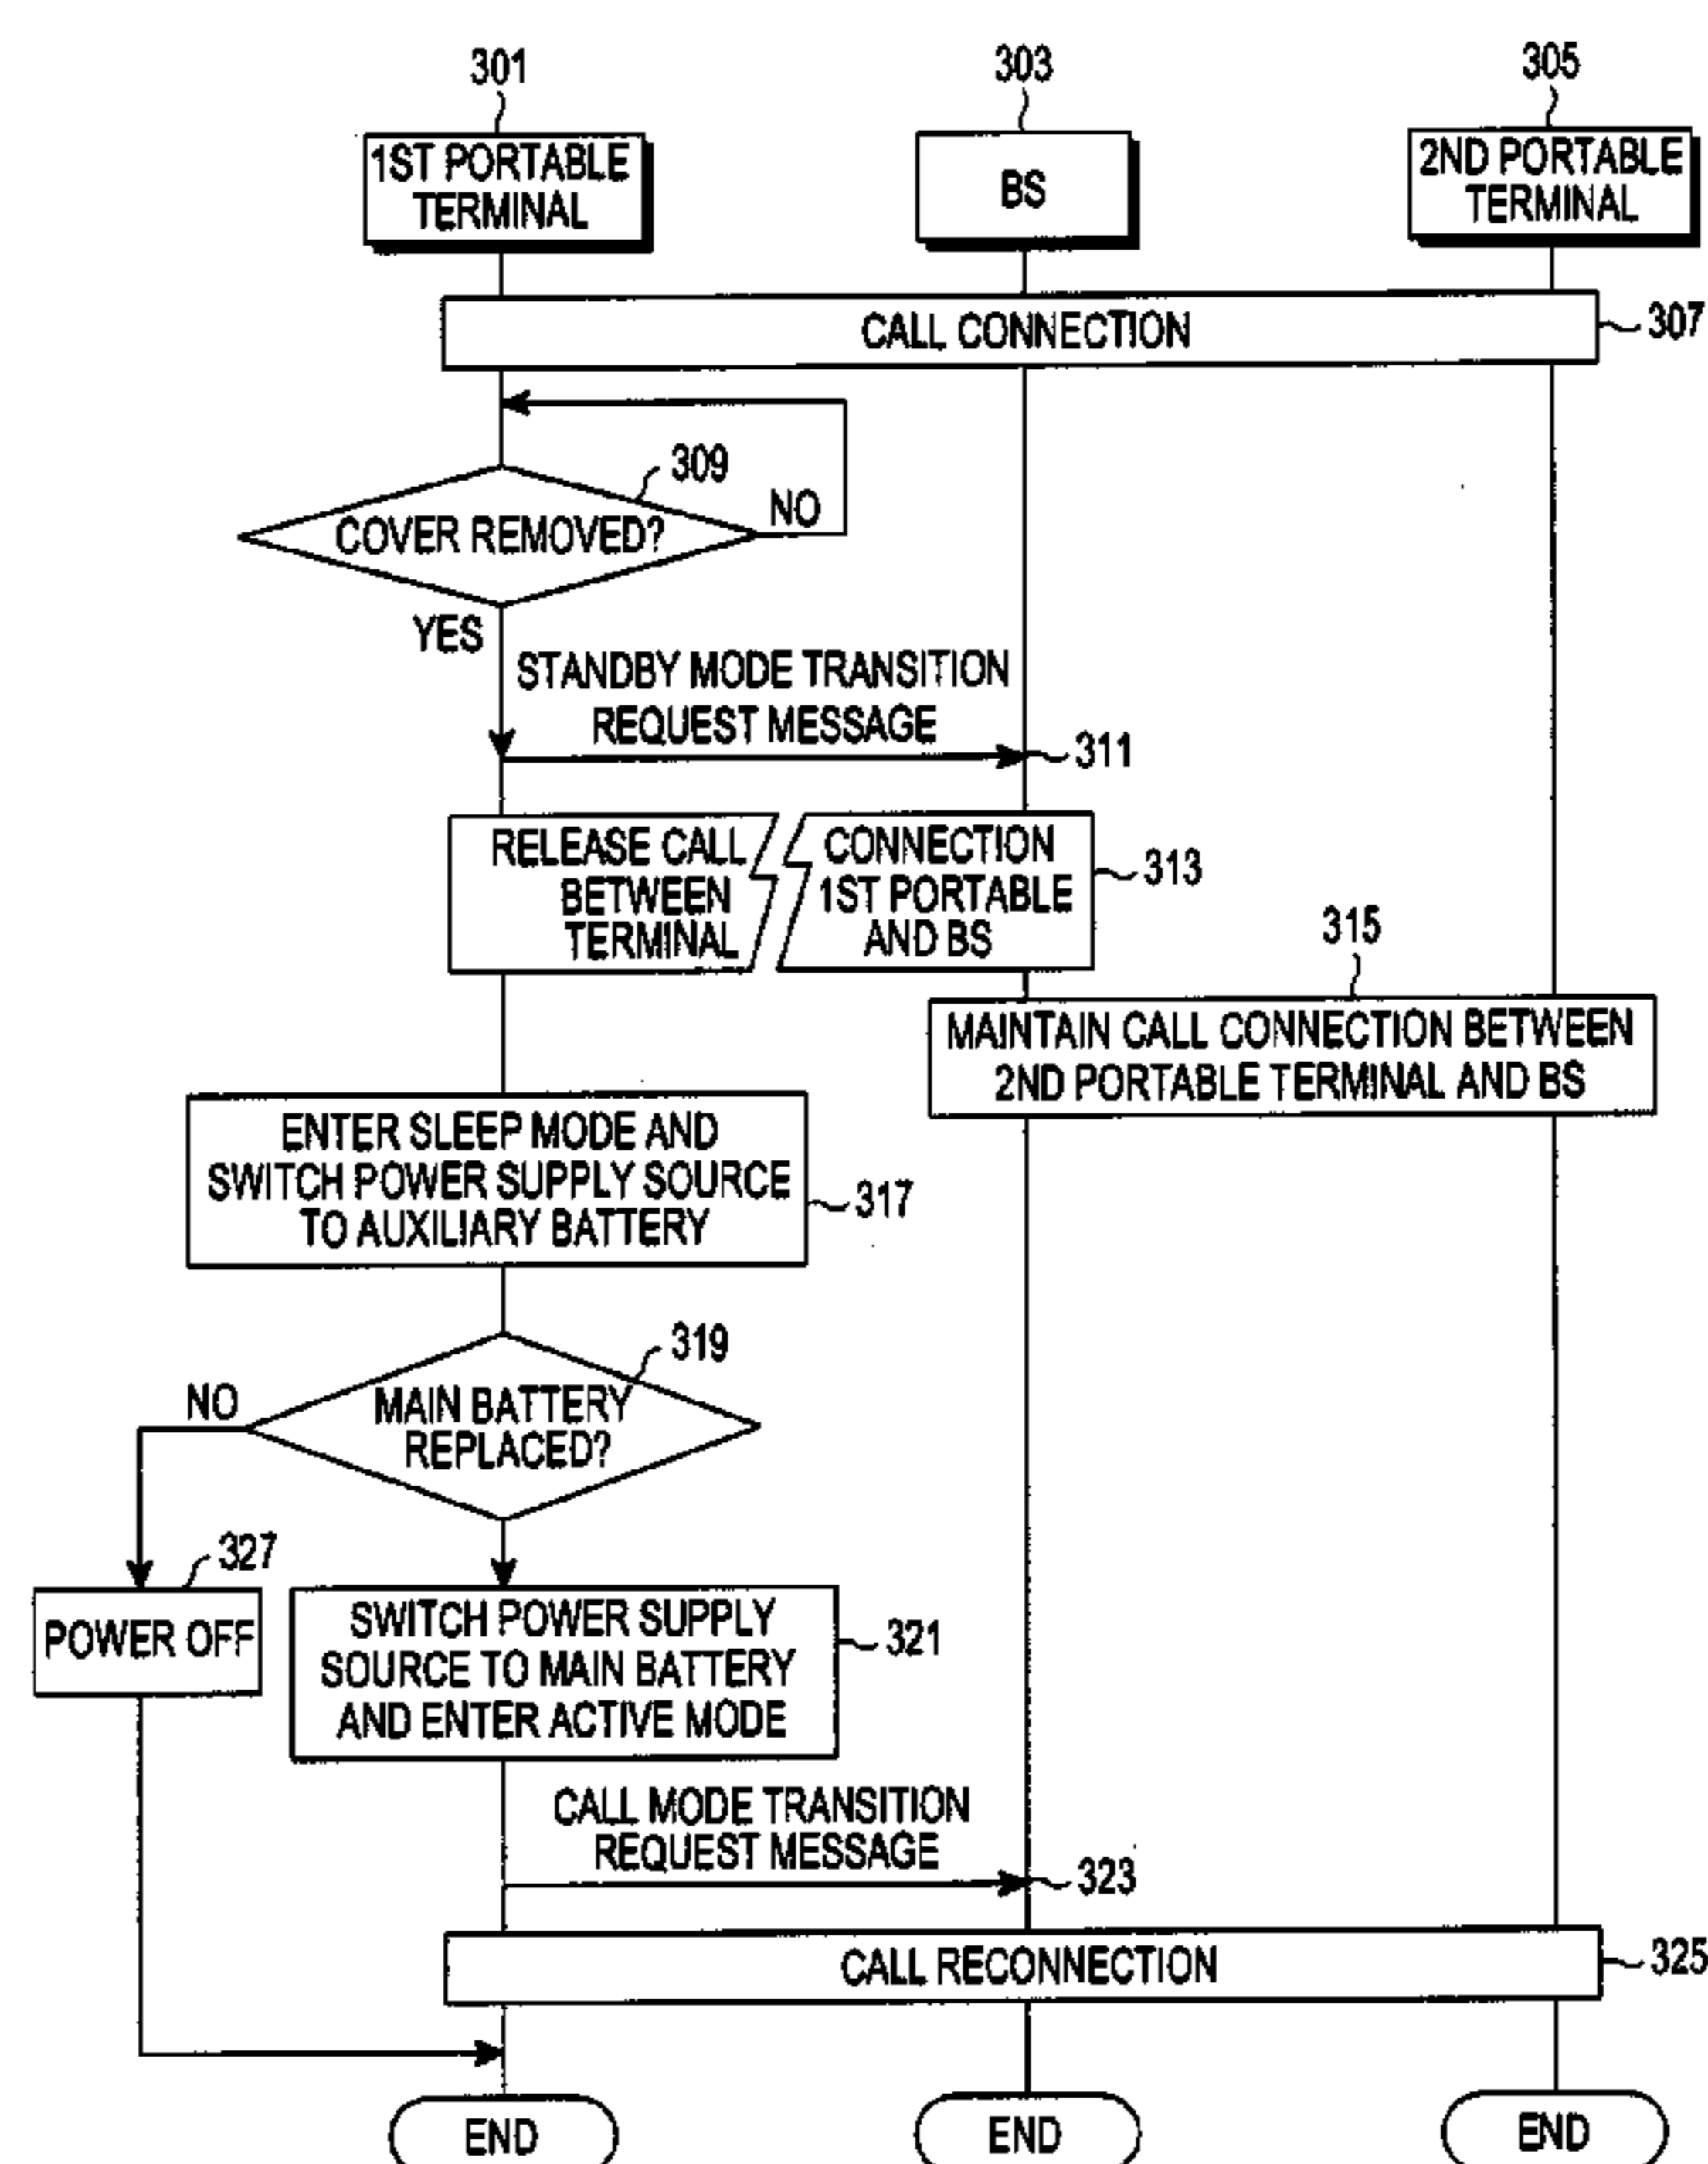 301
303
305
1ST PORTABLE
TERMINAL
BS
2ND PORTABLE
TERMINAL
CALL CONNECTION
307
309
COVER REMOVED?
NO
YES
STANDBY MODE TRANSITION
REQUEST MESSAGE
311
RELEASE CALL
BETWEEN
TERMINAL
CONNECTION
1ST PORTABLE
AND BS
313
315
MAINTAIN CALL CONNECTION BETWEEN
2ND PORTABLE TERMINAL AND BS
ENTER SLEEP MODE AND
SWITCH POWER SUPPLY SOURCE
TO AUXILIARY BATTERY
317
319
MAIN BATTERY
REPLACED?
NO
327
POWER OFF
SWITCH POWER SUPPLY
SOURCE TO MAIN BATTERY
AND ENTER ACTIVE MODE
321
CALL MODE TRANSITION
REQUEST MESSAGE
323
CALL RECONNECTION
325
END
END
END